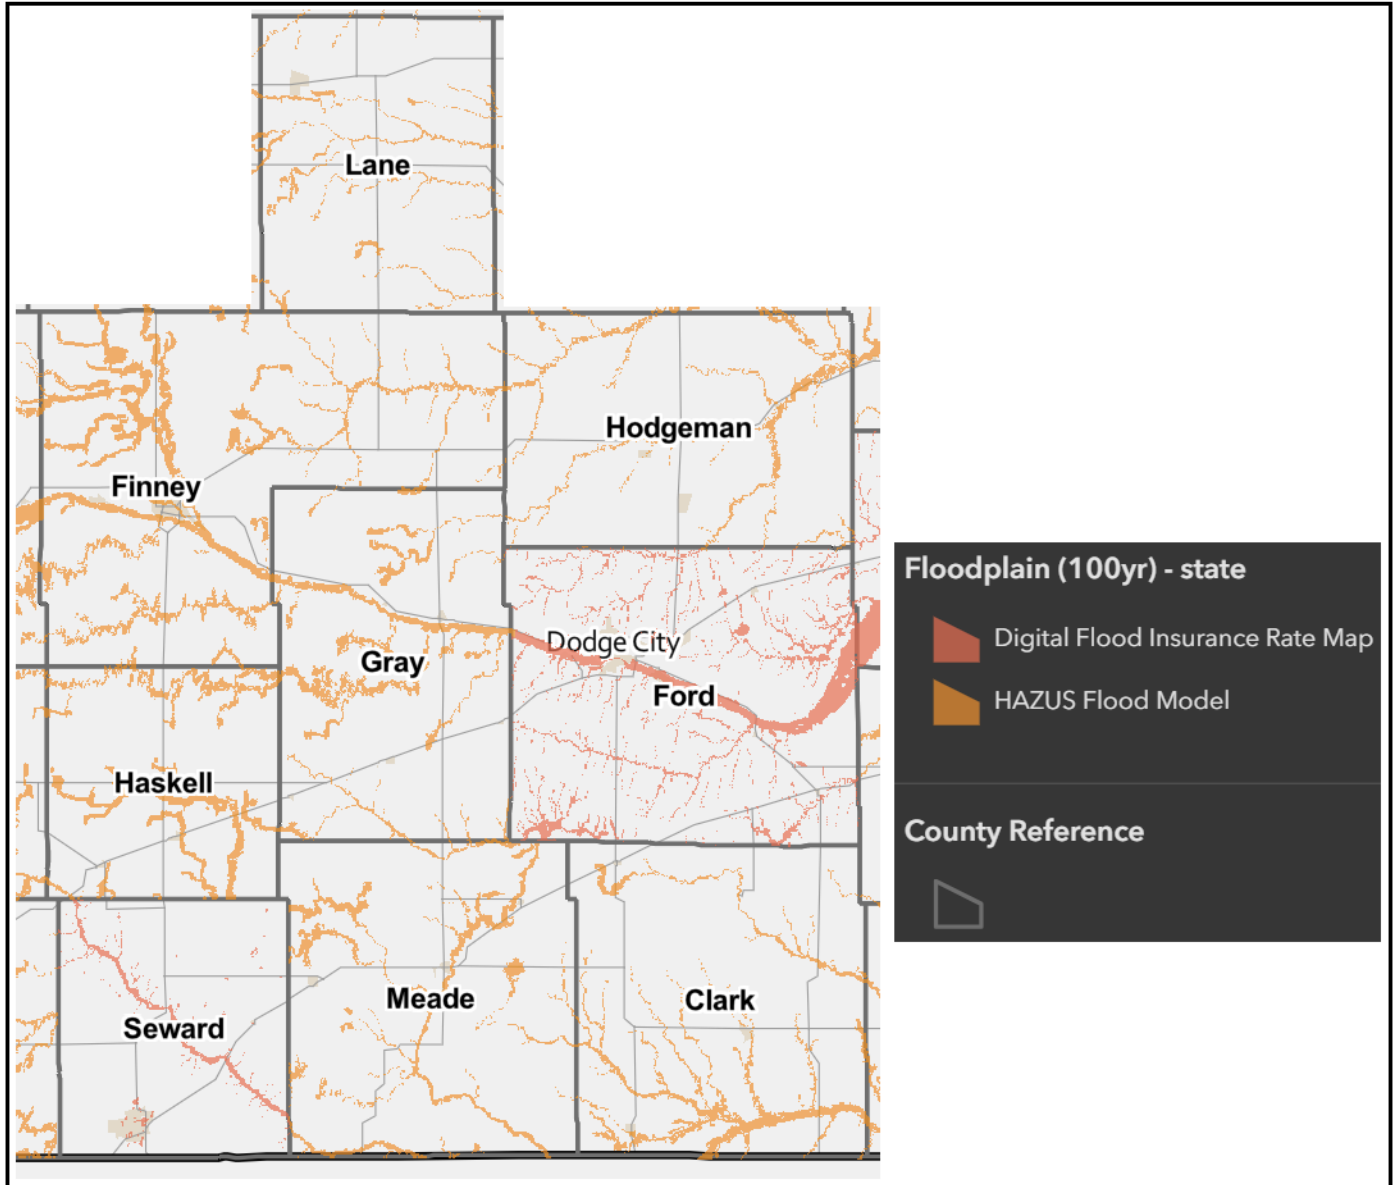 Lane
Hodgeman
Finney
Dodge City
Gray
Ford
Haskell
Meade
Clark
Seward
Floodplain (100yr) - state
Digital Flood Insurance Rate Map
HAZUS Flood Model
County Reference